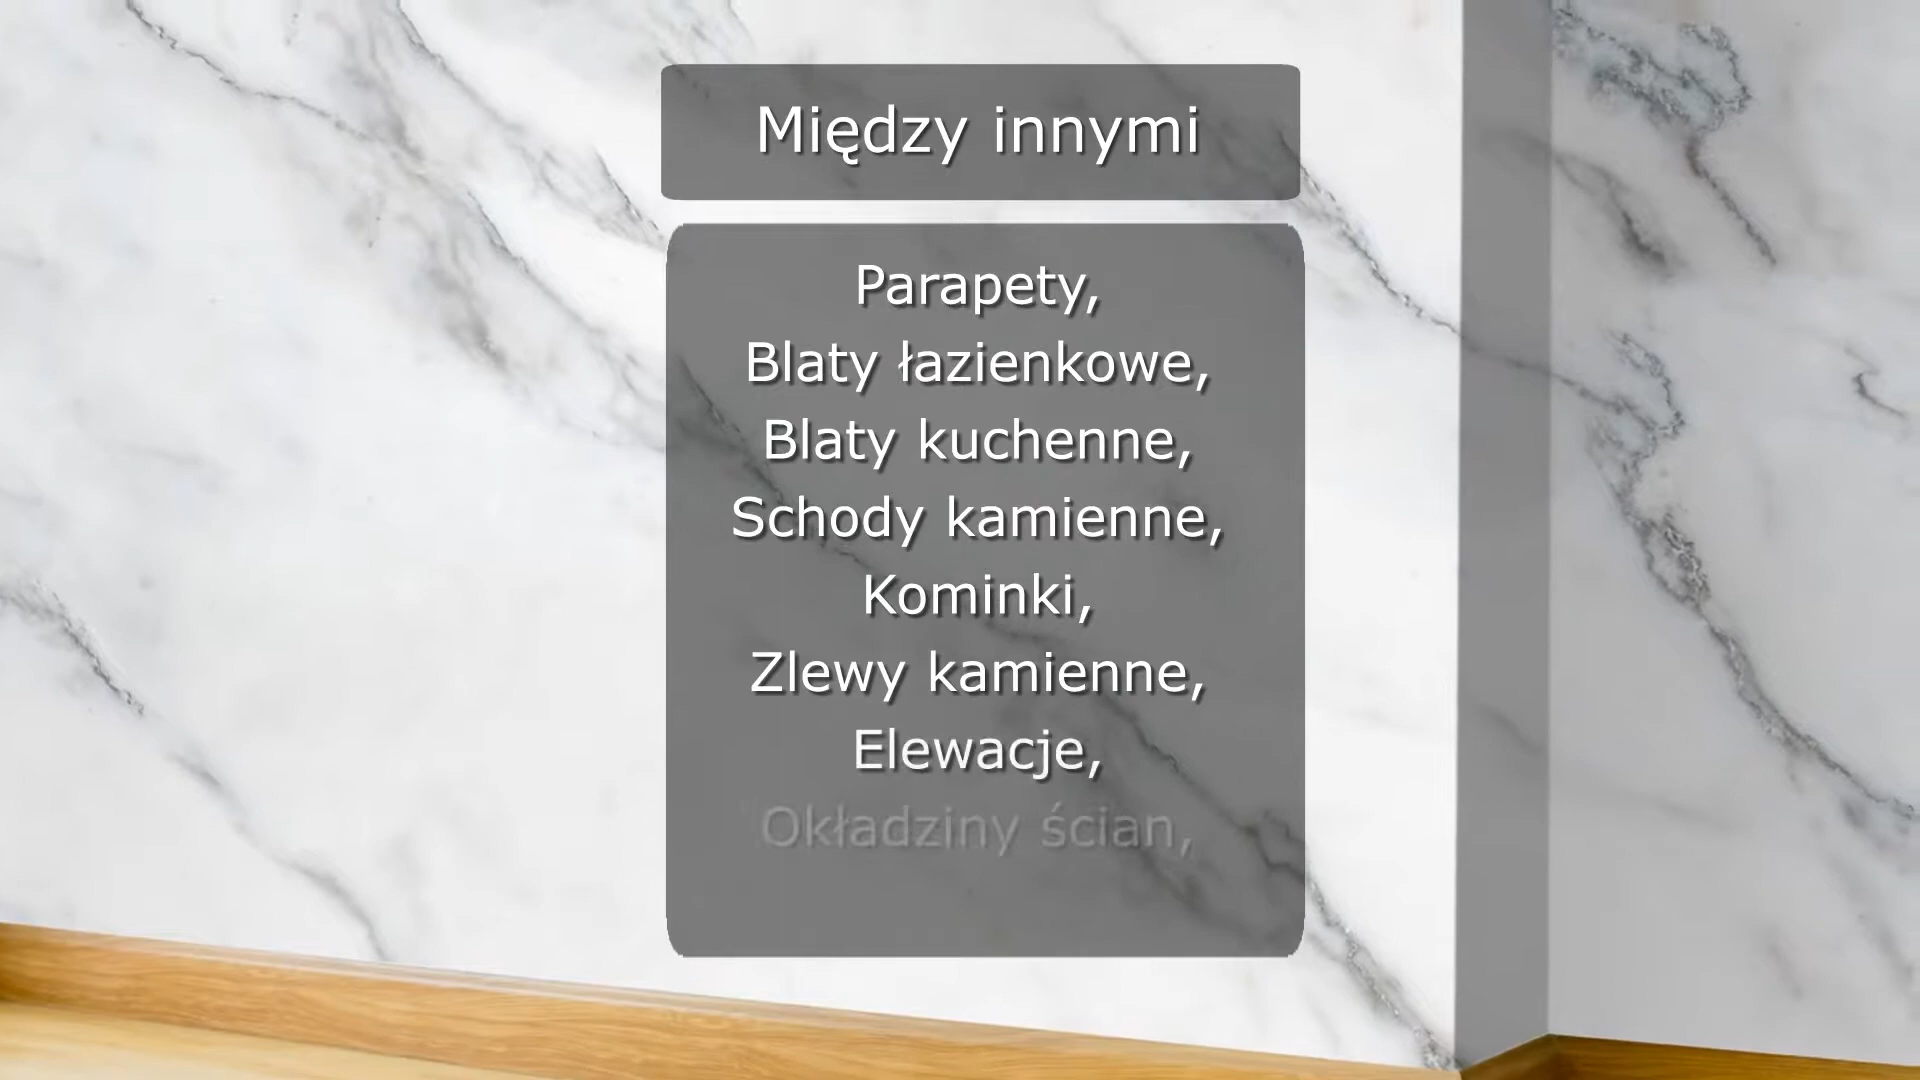 Między innymi
Parapety,
Blaty łazienkowe,
Blaty kuchenne,
Schody kamienne,
Kominki,
Zlewy kamienne,
Elewacje,
Okładziny ścian,